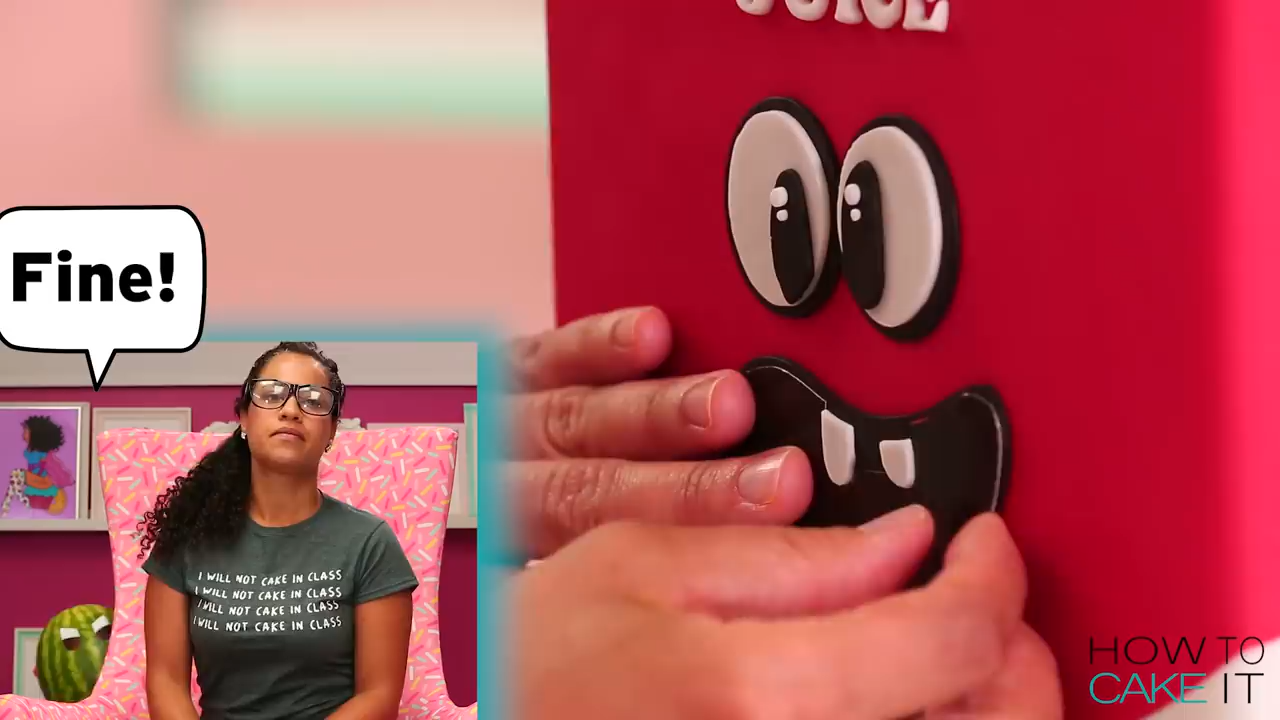 JUICE
Fine!
I WILL NOT CAKE IN CLASS
I WILL NOT CAKE IN CLASS
I WILL NOT CAKE IN CLASS
I WILL NOT CAKE IN CLASS
HOW TO
CAKE IT